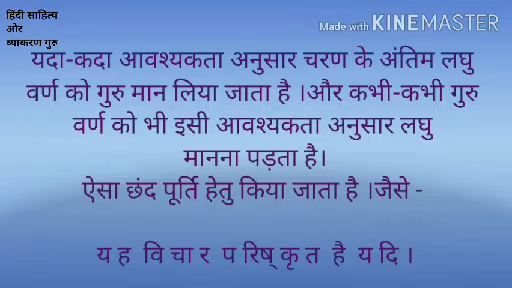 हिंदी साहित्य
और
ब्याकरण गुरु
Made with KINEMASTER
यदा-कदा आवश्यकता अनुसार चरण के अंतिम लघु
वर्ण को गुरु मान लिया जाता है ।और कभी-कभी गुरु
वर्ण को भी इसी आवश्यकता अनुसार लघु
मानना पड़ता है।
ऐसा छंद पूर्ति हेतु किया जाता है ।जैसे -
य ह वि चा र प रिष् कृ त है य दि ।